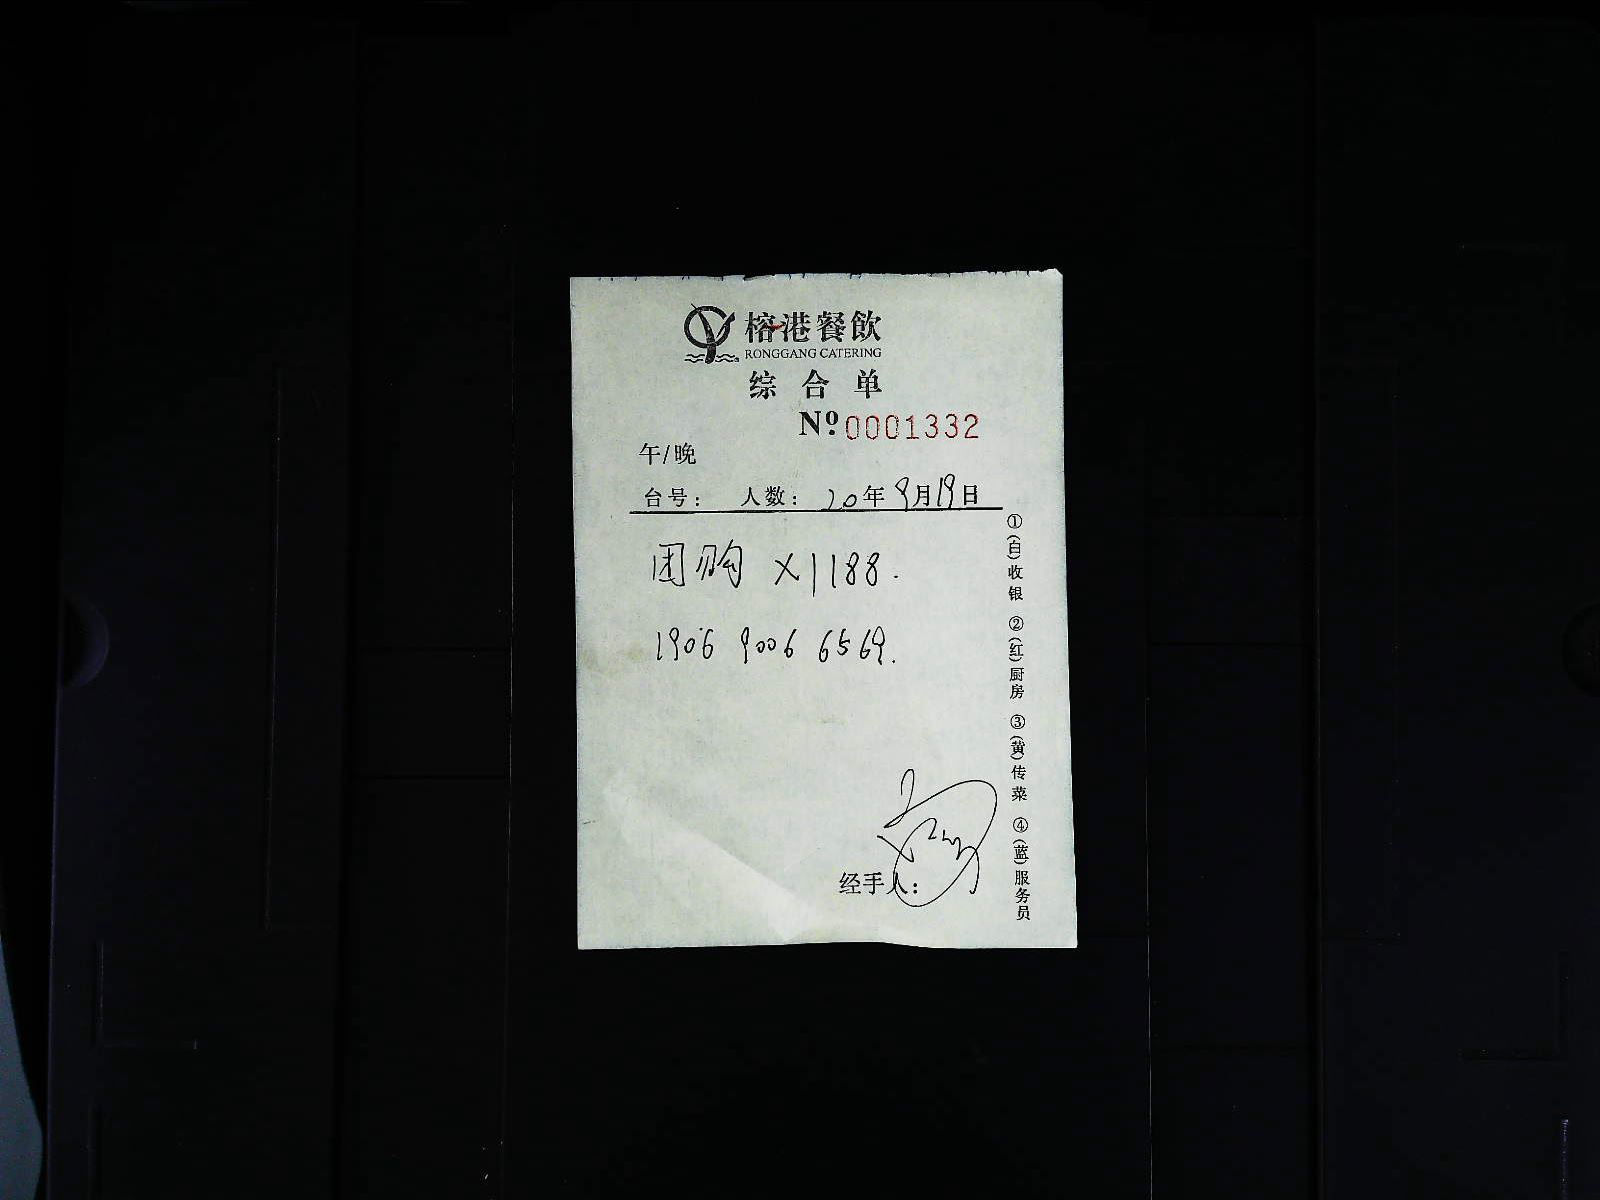 榕港餐飲
RONGGANG CATERING
综合单
№0001332
午/晚
台号： 人数： 20年9月19日
团购 X1188.
1906 9006 6569.
经手人：
①(白)收银 ②(红)厨房 ③(黄)传菜 ④(蓝)服务员